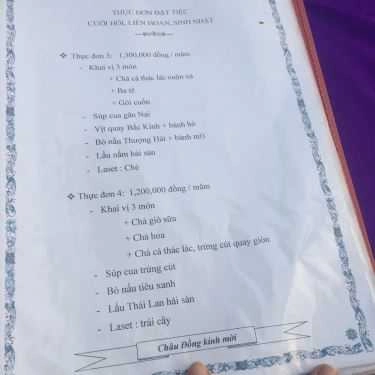 THỰC ĐƠN ĐẶT TIỆC
CƯỚI HỎI, LIÊN HOAN, SINH NHẬT
❖ Thực đơn 3: 1,300,000 đồng / mâm
- Khai vị 3 món
+ Chả cá thác lác cuộn
+ Ba tê
+ Gỏi cuốn
- Súp cua gân Nai
- Vịt quay Bắc Kinh + bánh hỏi
- Bò nấu Thượng Hải + bánh mì
- Lẩu nấm hải sản
- Laset : Chè
❖ Thực đơn 4: 1,200,000 đồng / mâm
- Khai vị 3 món
+ Chả giò sữa
+ Chả hoa
+ Chả cá thác lác, trứng cút quay giòn
- Súp cua trứng cút
- Bò nấu tiêu xanh
- Lẩu Thái Lan hải sản
- Laset : trái cây
Châu Đồng kính mời